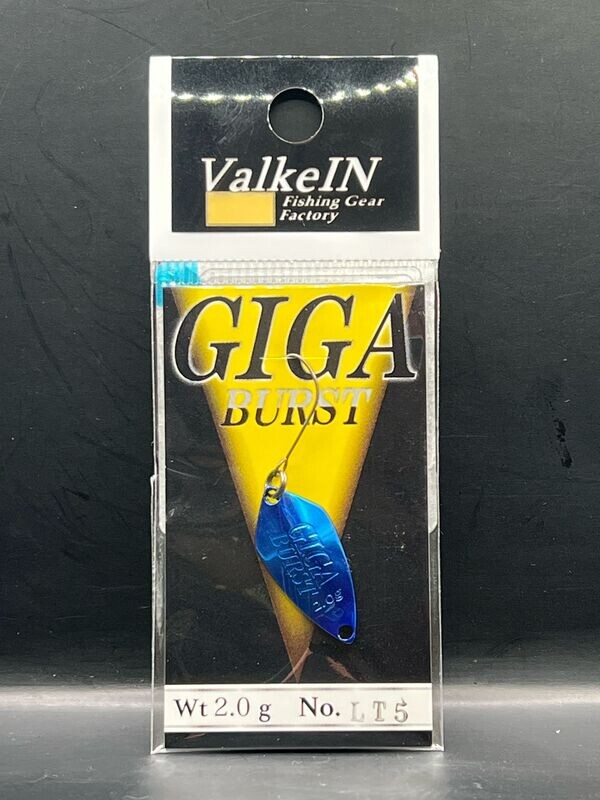 ValkeIN
Fishing Gear
Factory
GIGA
BURST
GIGA
BURST
Wt 2.0 g No. LT5